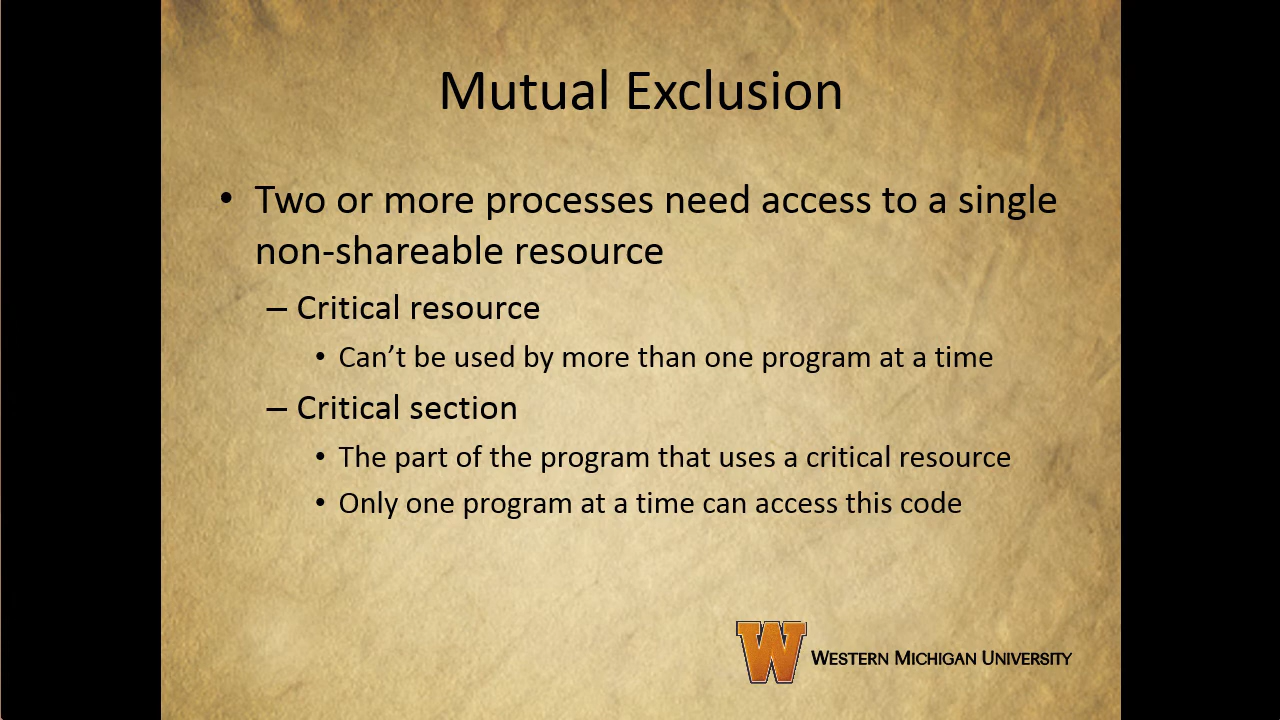 Mutual Exclusion
• Two or more processes need access to a single
non-shareable resource
– Critical resource
• Can’t be used by more than one program at a time
– Critical section
• The part of the program that uses a critical resource
• Only one program at a time can access this code
W WESTERN MICHIGAN UNIVERSITY